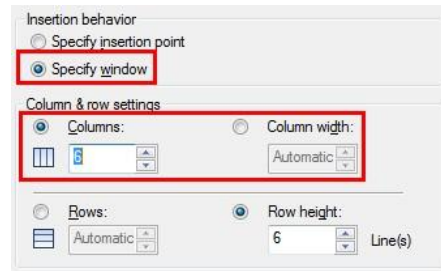 Insertion behavior
Specify insertion point
Specify window
Column & row settings
Columns: Column width:
6 Automatic
Rows: Row height:
Automatic 6 Line(s)